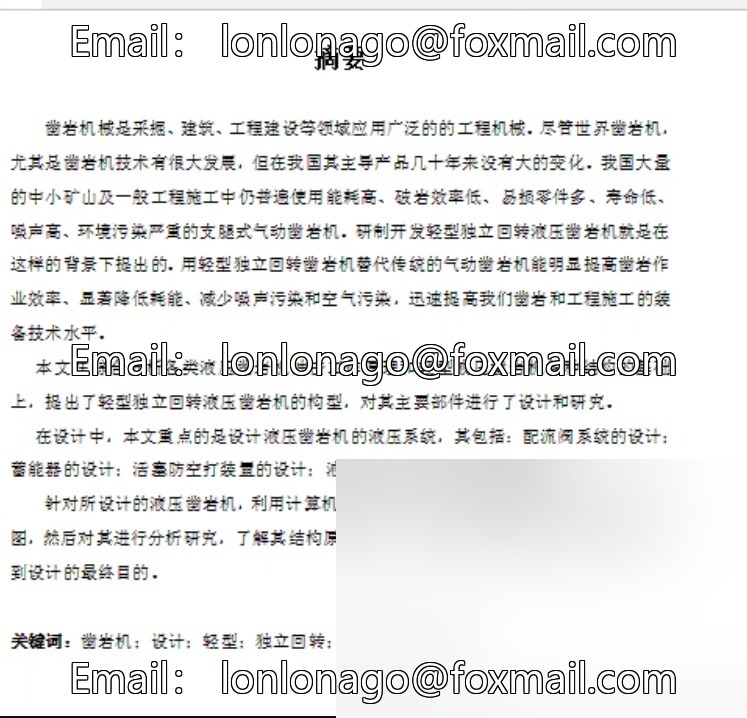 Email: lonlonago@foxmail.com
摘要
凿岩机械是采掘、建筑、工程建设等领域应用广泛的的工程机械。尽管世界凿岩机，
尤其是凿岩机技术有很大发展，但在我国其主导产品几十年来没有大的变化。我国大量
的中小矿山及一般工程施工中仍普遍使用能耗高、破岩效率低、易损零件多、寿命低、
噪声高、环境污染严重的支腿式气动凿岩机。研制开发轻型独立回转液压凿岩机就是在
这样的背景下提出的。用轻型独立回转凿岩机替代传统的气动凿岩机能明显提高凿岩作
业效率、显著降低耗能、减少噪声污染和空气污染，迅速提高我们凿岩和工程施工的装
备技术水平。
Email: lonlonago@foxmail.com
本文
上，提出了轻型独立回转液压凿岩机的构型，对其主要部件进行了设计和研究。
在设计中，本文重点的是设计液压凿岩机的液压系统，其包括：配流阀系统的设计；
蓄能器的设计；活塞防空打装置的设计；
针对所设计的液压凿岩机，利用计算机
图，然后对其进行分析研究，了解其结构原
到设计的最终目的。
关键词：凿岩机；设计；轻型；独立回转；
Email: lonlonago@foxmail.com